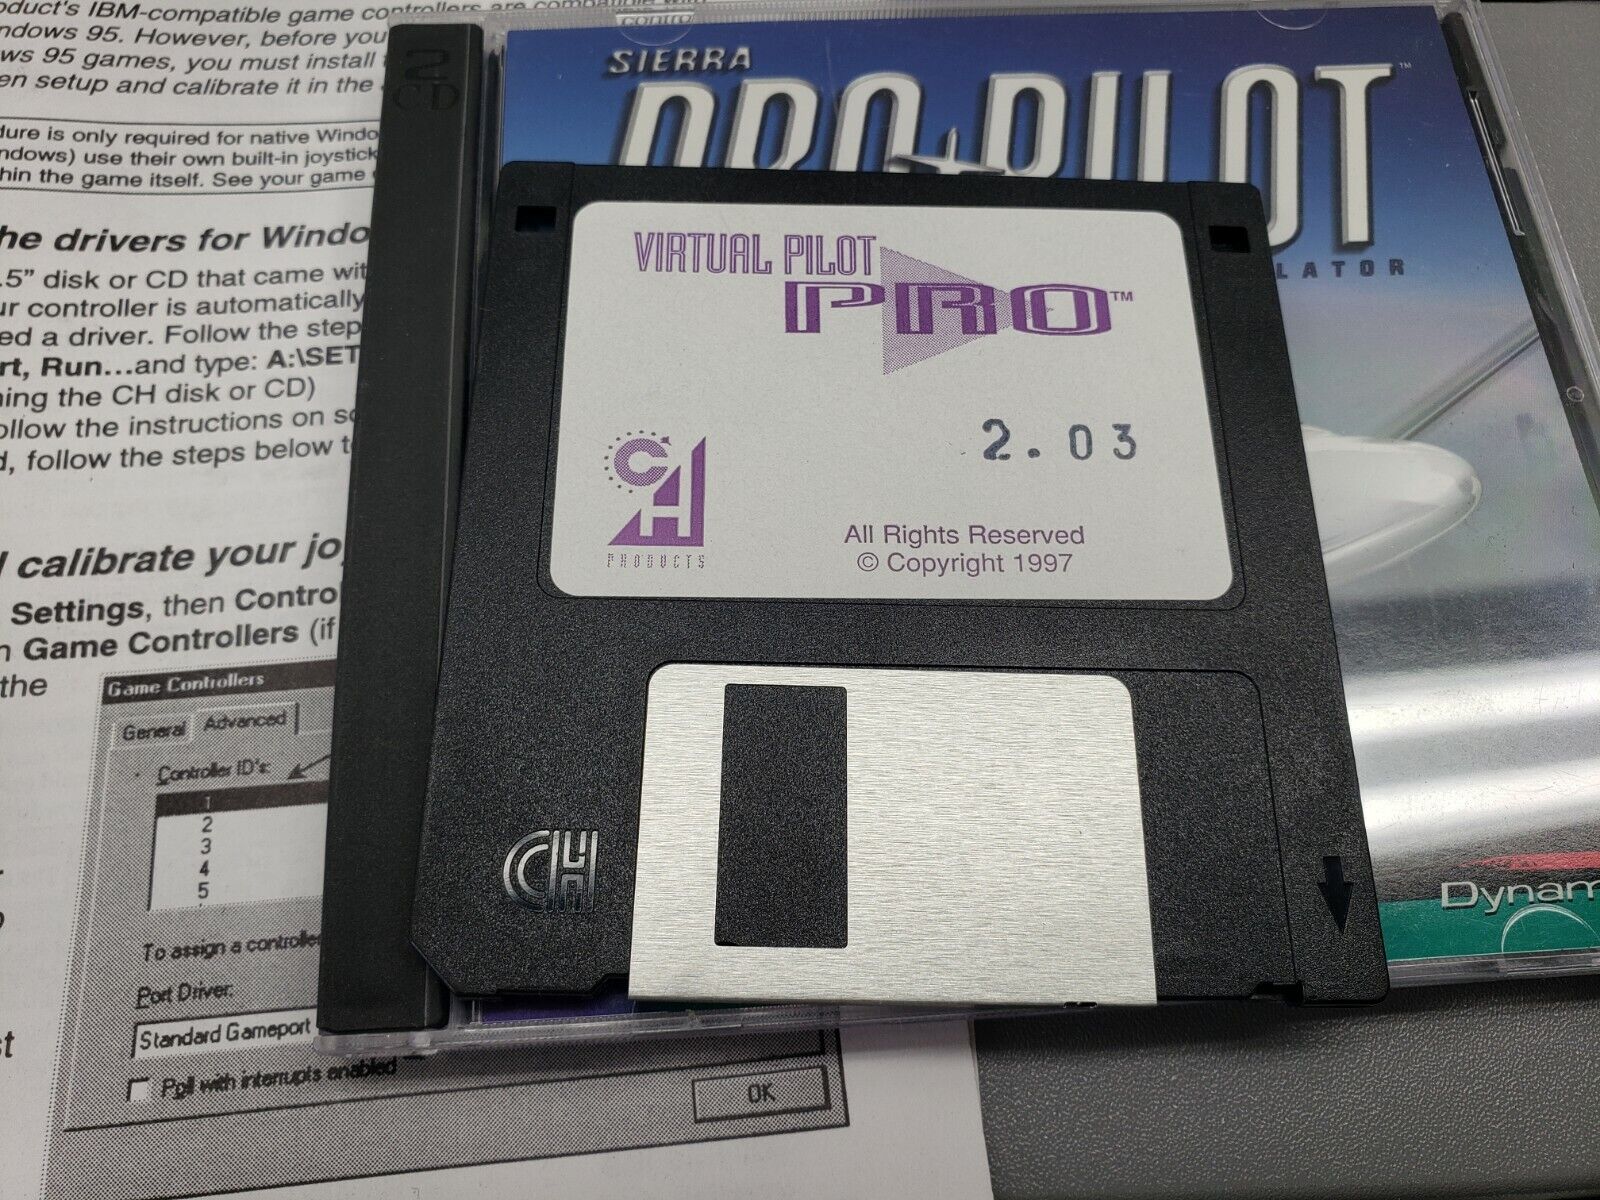 oduct's IBM-compatible game controllers are compatible with
ndows 95. However, before you
ws 95 games, you must install
en setup and calibrate it in the
dure is only required for native Windo
ndows) use their own built-in joystick
hin the game itself. See your game
he drivers for Windo
.5" disk or CD that came wit
ur controller is automatically
ed a driver. Follow the step
rt, Run...and type: A:\SET
ning the CH disk or CD)
ollow the instructions on sc
d, follow the steps below t
d calibrate your joy
Settings, then Contro
n Game Controllers (if
the
Game Controllers
General Advanced
Controller ID's:
1
2
3
4
5
To assign a controlle
Port Driver:
Standard Gameport
Poll with interrupts enabled
OK
2
CD
SIERRA
PRO PILOT™
LATOR
Dynam
VIRTUAL PILOT
PRO™
2.03
CH
PRODUCTS
All Rights Reserved
© Copyright 1997
CH